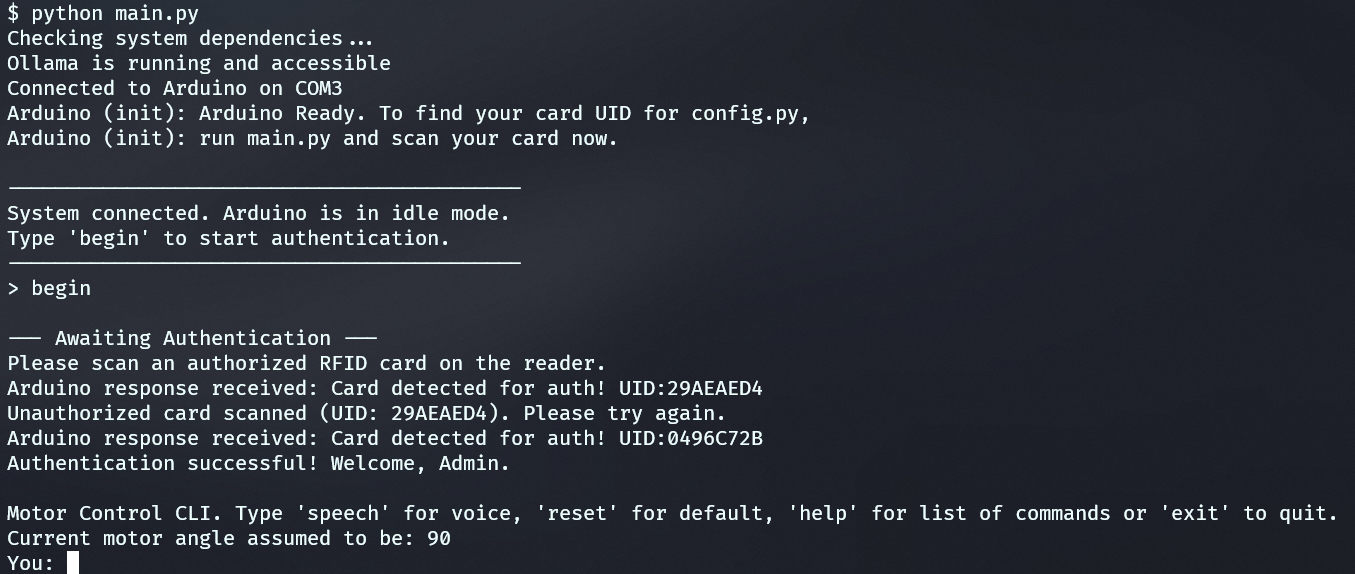 $ python main.py
Checking system dependencies...
Ollama is running and accessible
Connected to Arduino on COM3
Arduino (init): Arduino Ready. To find your card UID for config.py,
Arduino (init): run main.py and scan your card now.
-------------------------------------------
System connected. Arduino is in idle mode.
Type 'begin' to start authentication.
-------------------------------------------
> begin
--- Awaiting Authentication ---
Please scan an authorized RFID card on the reader.
Arduino response received: Card detected for auth! UID:29AEAED4
Unauthorized card scanned (UID: 29AEAED4). Please try again.
Arduino response received: Card detected for auth! UID:0496C72B
Authentication successful! Welcome, Admin.
Motor Control CLI. Type 'speech' for voice, 'reset' for default, 'help' for list of commands or 'exit' to quit.
Current motor angle assumed to be: 90
You: